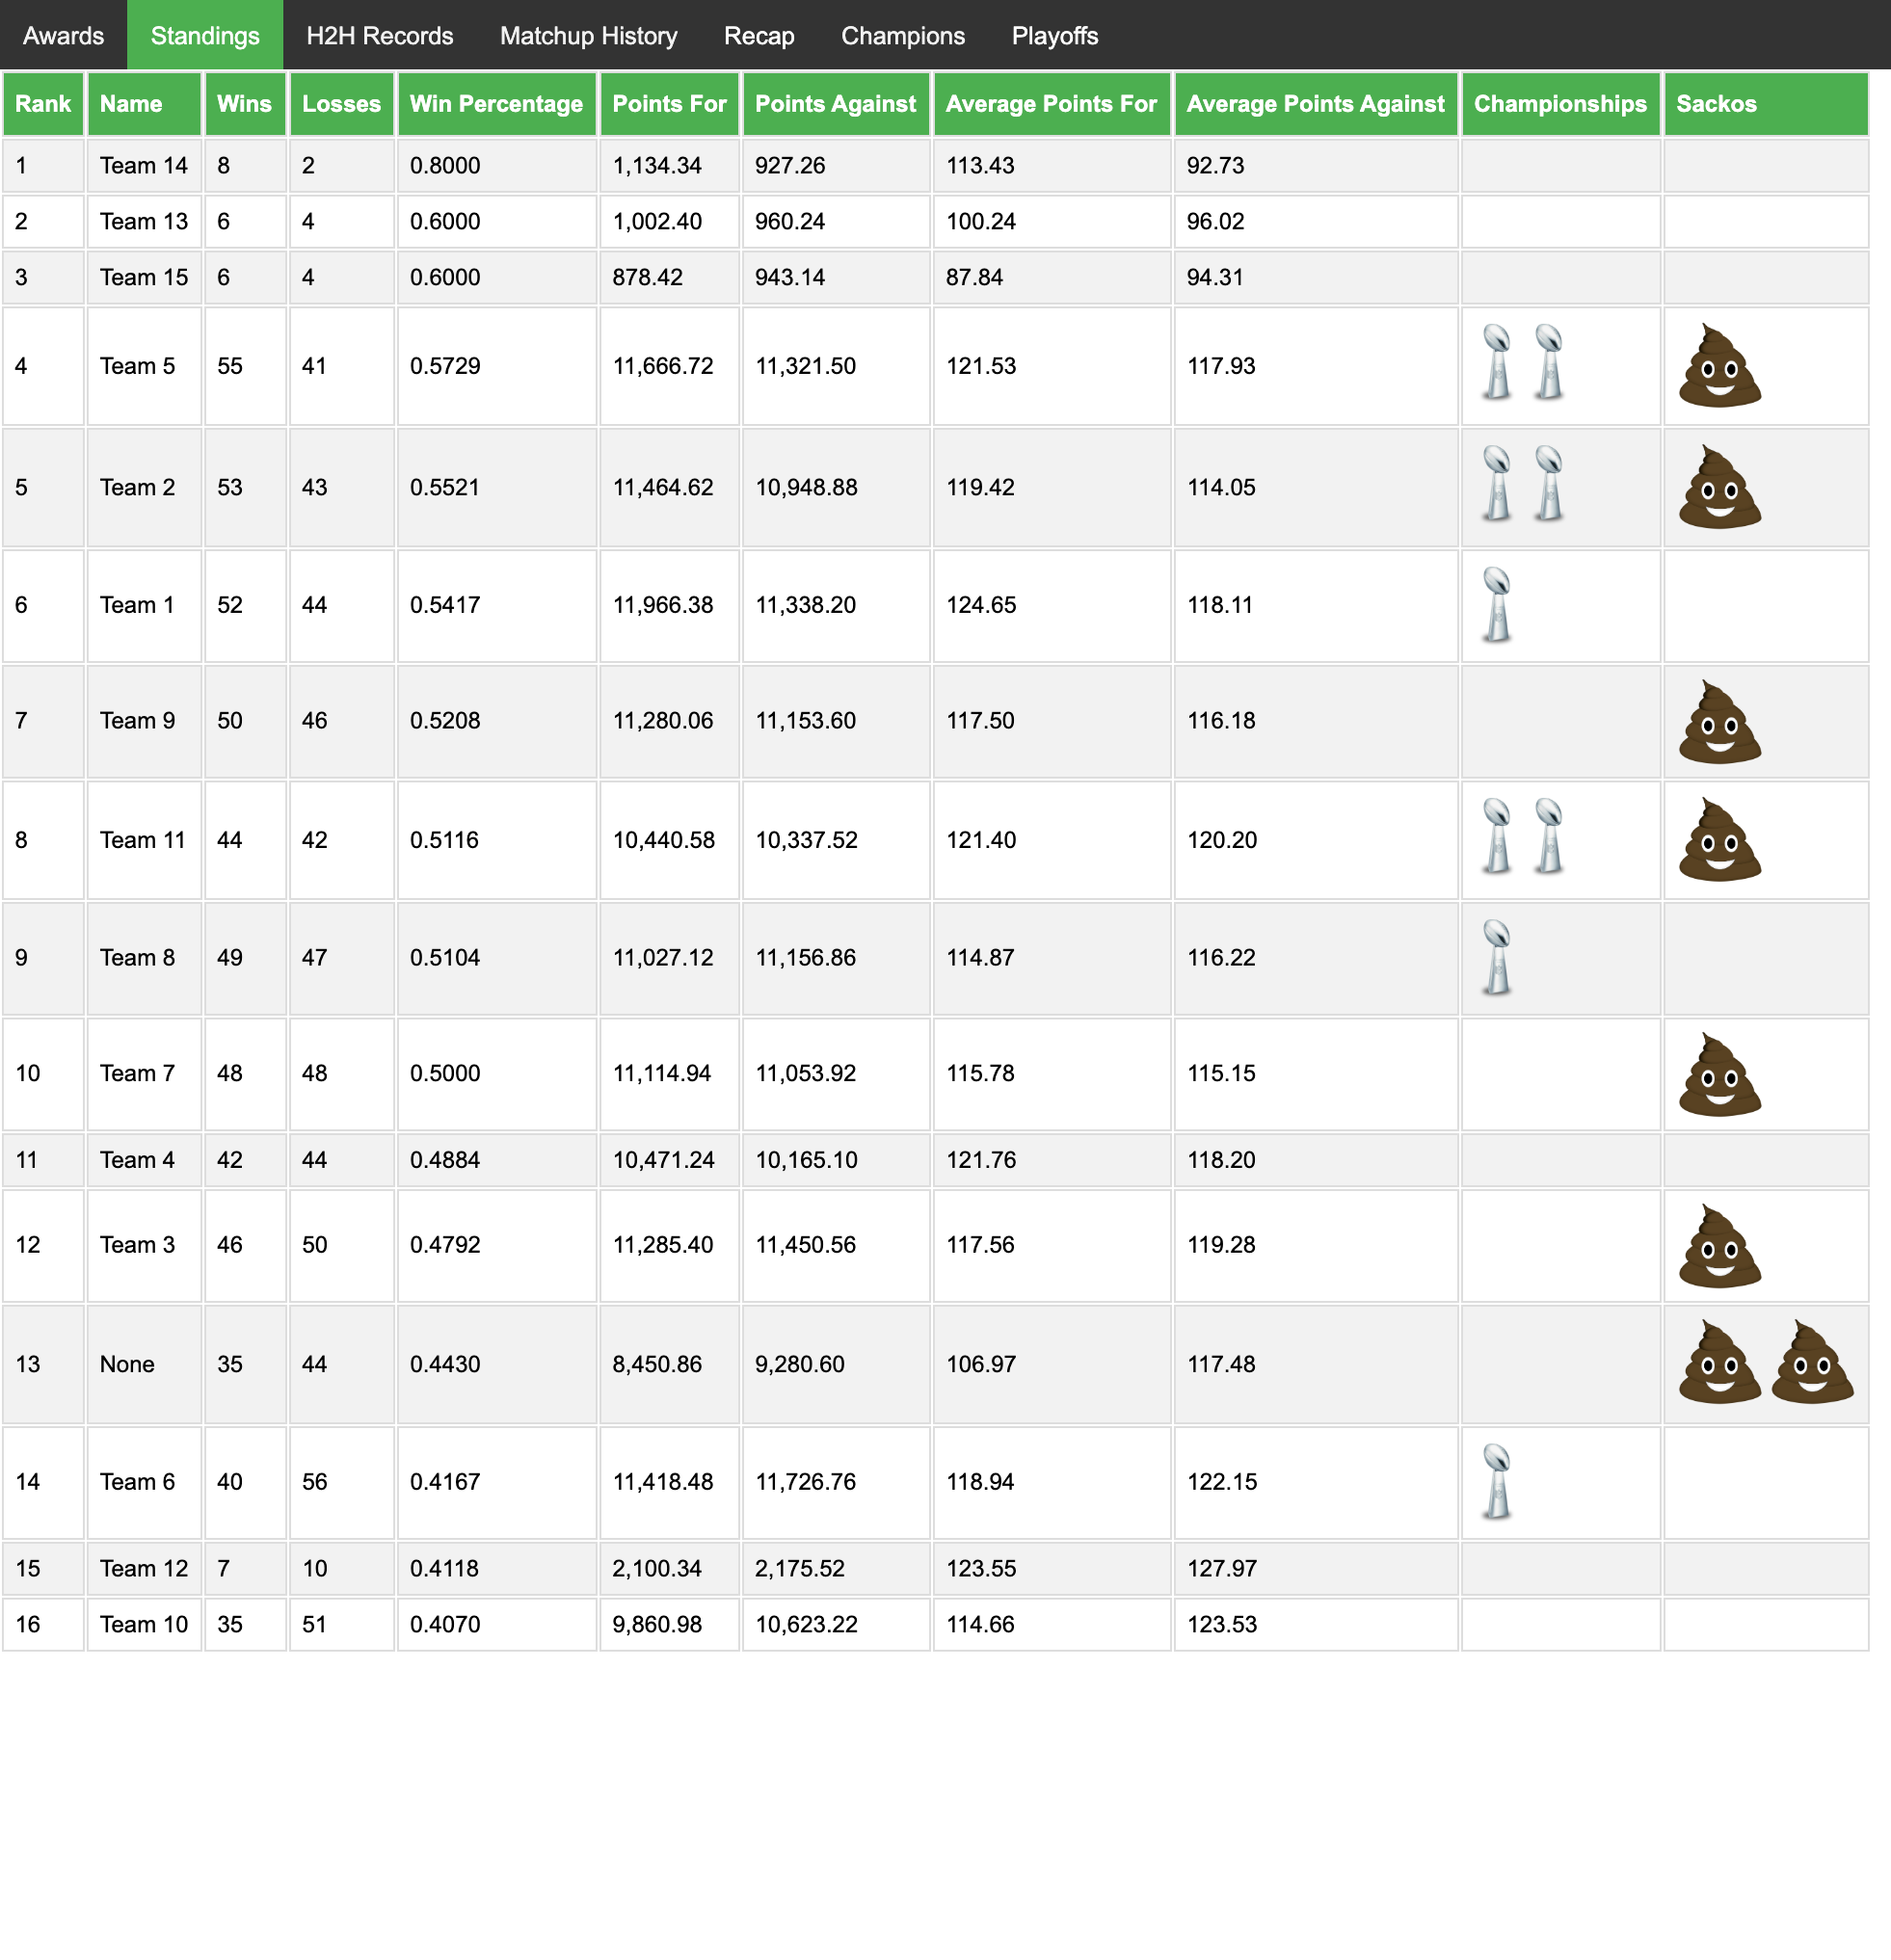 Awards Standings H2H Records Matchup History Recap Champions Playoffs
Rank Name Wins Losses Win Percentage Points For Points Against Average Points For Average Points Against Championships Sackos
1 Team 14 8 2 0.8000 1,134.34 927.26 113.43 92.73
2 Team 13 6 4 0.6000 1,002.40 960.24 100.24 96.02
3 Team 15 6 4 0.6000 878.42 943.14 87.84 94.31
4 Team 5 55 41 0.5729 11,666.72 11,321.50 121.53 117.93
5 Team 2 53 43 0.5521 11,464.62 10,948.88 119.42 114.05
6 Team 1 52 44 0.5417 11,966.38 11,338.20 124.65 118.11
7 Team 9 50 46 0.5208 11,280.06 11,153.60 117.50 116.18
8 Team 11 44 42 0.5116 10,440.58 10,337.52 121.40 120.20
9 Team 8 49 47 0.5104 11,027.12 11,156.86 114.87 116.22
10 Team 7 48 48 0.5000 11,114.94 11,053.92 115.78 115.15
11 Team 4 42 44 0.4884 10,471.24 10,165.10 121.76 118.20
12 Team 3 46 50 0.4792 11,285.40 11,450.56 117.56 119.28
13 None 35 44 0.4430 8,450.86 9,280.60 106.97 117.48
14 Team 6 40 56 0.4167 11,418.48 11,726.76 118.94 122.15
15 Team 12 7 10 0.4118 2,100.34 2,175.52 123.55 127.97
16 Team 10 35 51 0.4070 9,860.98 10,623.22 114.66 123.53